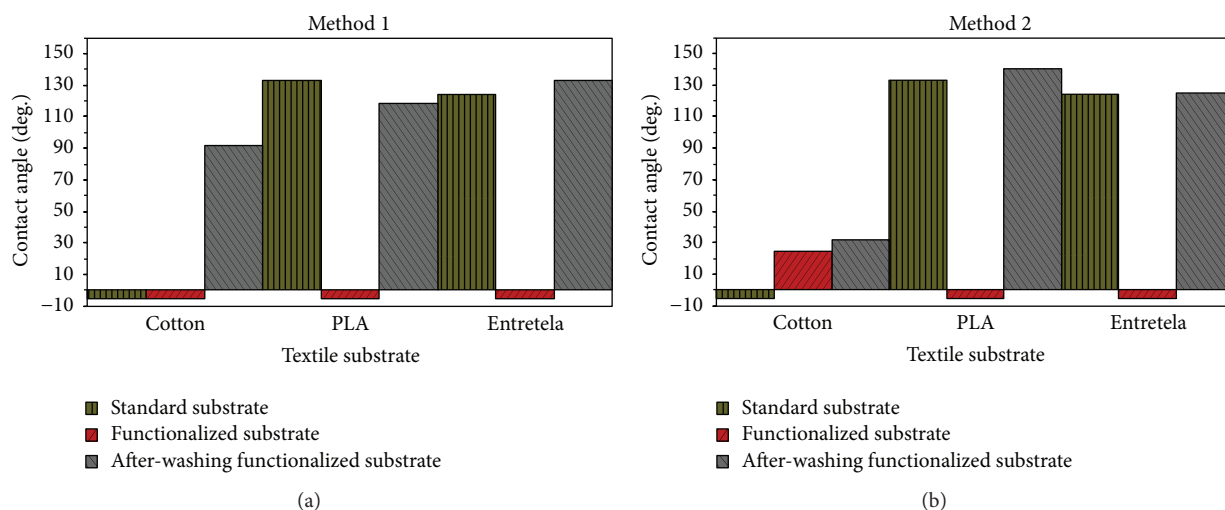 Method 1
150
130
110
90
70
50
30
10
−10
Contact angle (deg.)
Cotton PLA Entretela
Textile substrate
Standard substrate
Functionalized substrate
After-washing functionalized substrate
(a)
Method 2
150
130
110
90
70
50
30
10
−10
Contact angle (deg.)
Cotton PLA Entretela
Textile substrate
Standard substrate
Functionalized substrate
After-washing functionalized substrate
(b)